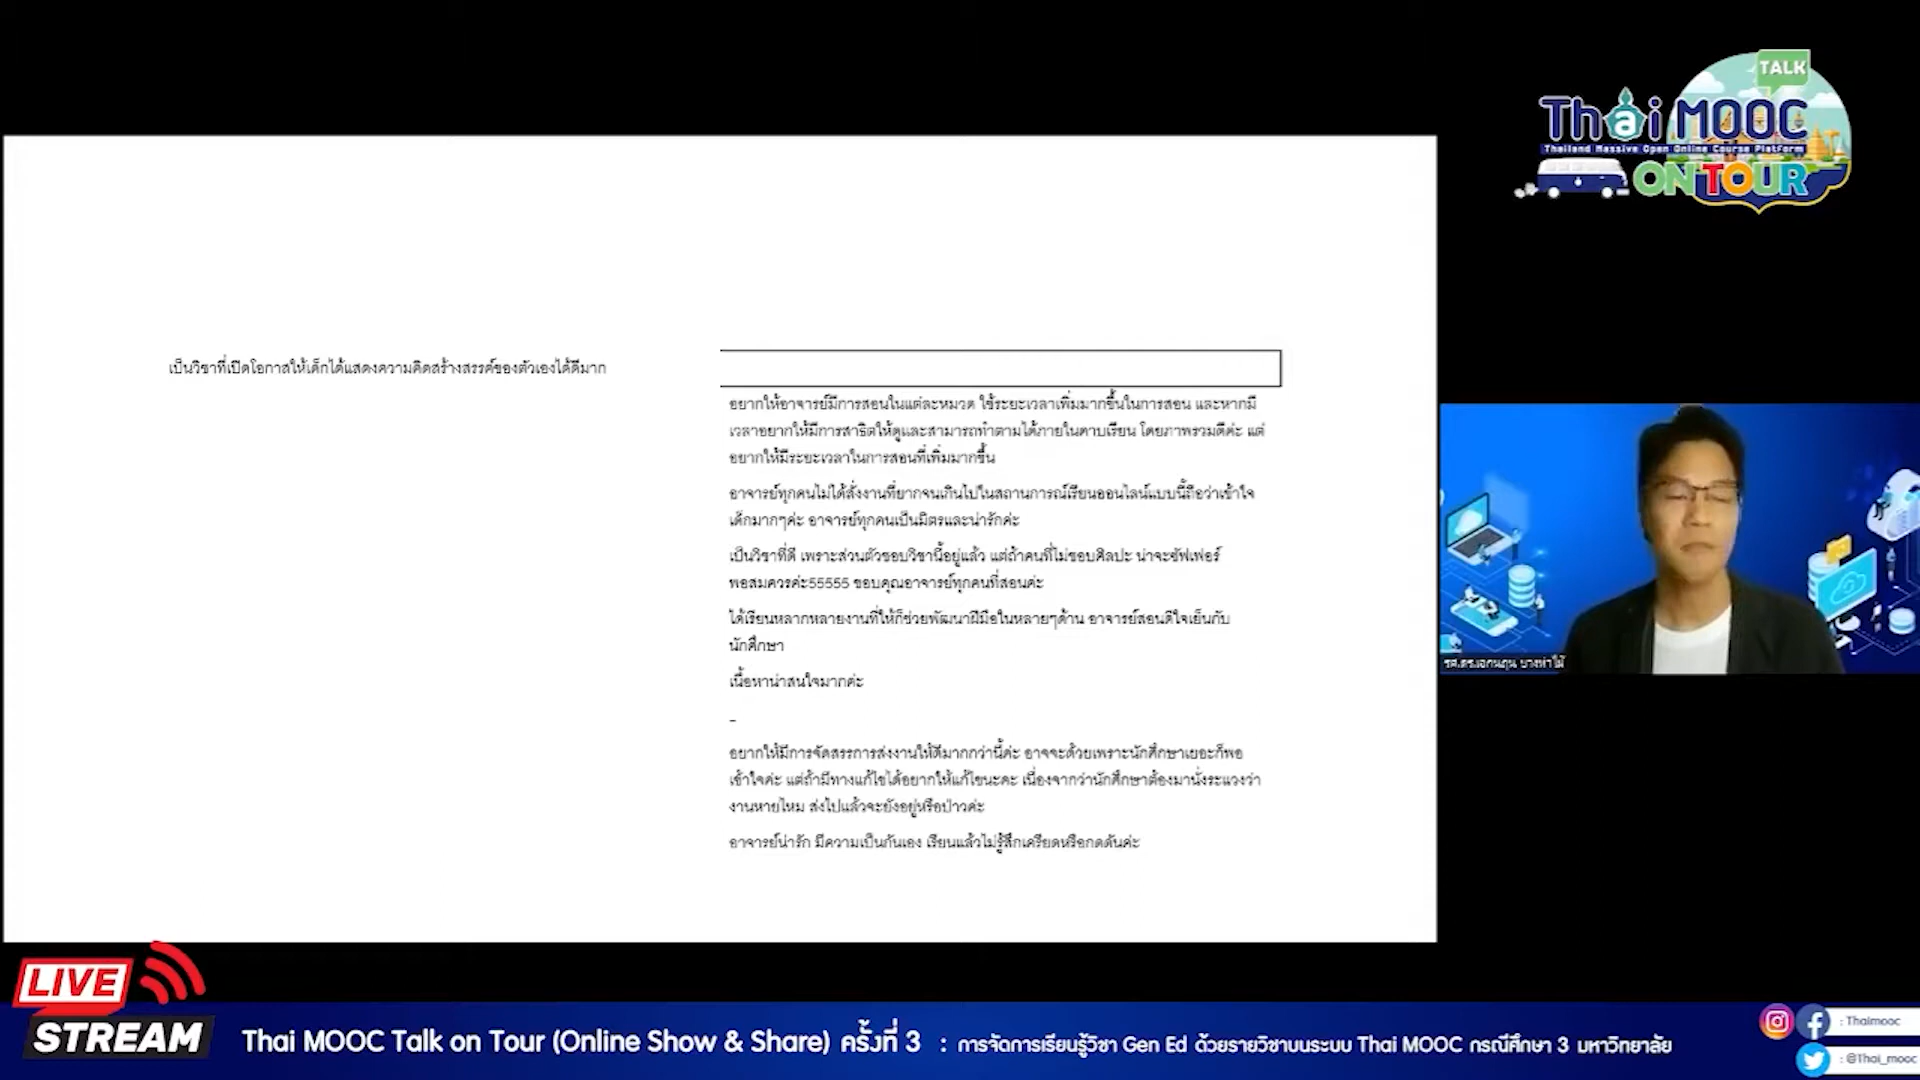 TALK
Thai MOOC
Thailand Massive Open Online Course Platform
ON TOUR
เป็นวิชาที่เปิดโอกาสให้เด็กได้แสดงความคิดสร้างสรรค์ของตัวเองได้ดีมาก
อยากให้อาจารย์มีการสอนในแต่ละหมวด ใช้ระยะเวลาเพิ่มมากขึ้นในการสอน และหากมี
เวลาอยากให้มีการสาธิตให้ดูและสามารถทำตามได้ภายในคาบเรียน โดยภาพรวมดีค่ะ แต่
อยากให้มีระยะเวลาในการสอนที่เพิ่มมากขึ้น
อาจารย์ทุกคนไม่ได้สั่งงานที่ยากจนเกินไปในสถานการณ์เรียนออนไลน์แบบนี้ถือว่าเข้าใจ
เด็กมากๆค่ะ อาจารย์ทุกคนเป็นมิตรและน่ารักค่ะ
เป็นวิชาที่ดี เพราะส่วนตัวชอบวิชานี้อยู่แล้ว แต่ถ้าคนที่ไม่ชอบศิลปะ น่าจะซัฟเฟอร์
พอสมควรค่ะ55555 ขอบคุณอาจารย์ทุกคนที่สอนค่ะ
ได้เรียนหลากหลายงานที่ให้ก็ช่วยพัฒนาฝีมือในหลายๆด้าน อาจารย์สอนดีใจเย็นกับ
นักศึกษา
เนื้อหาน่าสนใจมากค่ะ
-
อยากให้มีการจัดสรรการส่งงานให้ดีมากกว่านี้ค่ะ อาจจะด้วยเพราะนักศึกษาเยอะก็พอ
เข้าใจค่ะ แต่ถ้ามีทางแก้ไขได้อยากให้แก้ไขนะคะ เนื่องจากว่านักศึกษาต้องมานั่งระแวงว่า
งานหายไหม ส่งไปแล้วจะยังอยู่หรือป่าวค่ะ
อาจารย์น่ารัก มีความเป็นกันเอง เรียนแล้วไม่รู้สึกเครียดหรือกดดันค่ะ
รศ.ดร.เอกนฤน บางท่าไม้
LIVE
STREAM
Thai MOOC Talk on Tour (Online Show & Share) ครั้งที่ 3 : การจัดการเรียนรู้วิชา Gen Ed ด้วยรายวิชาบนระบบ Thai MOOC กรณีศึกษา 3 มหาวิทยาลัย
: Thaimooc
: @Thai_mooc